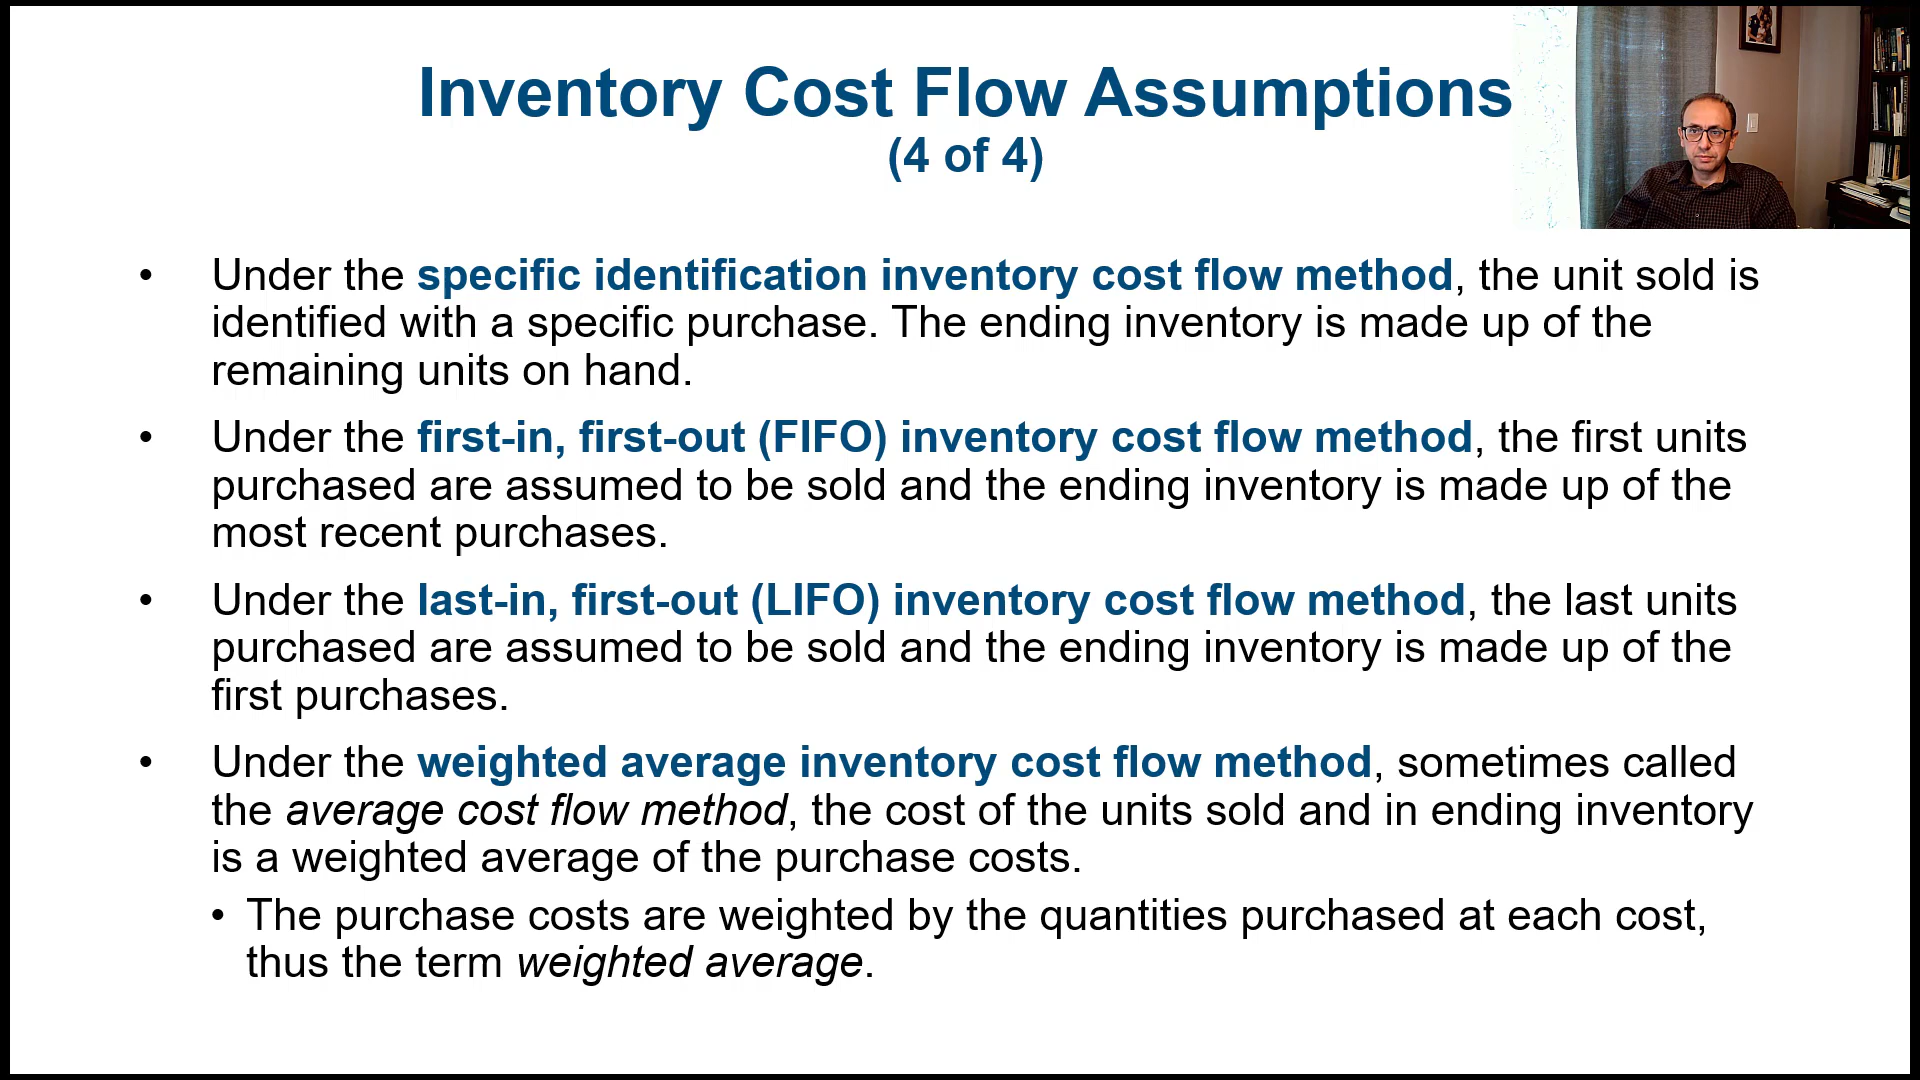 Inventory Cost Flow Assumptions
(4 of 4)
• Under the specific identification inventory cost flow method, the unit sold is
identified with a specific purchase. The ending inventory is made up of the
remaining units on hand.
• Under the first-in, first-out (FIFO) inventory cost flow method, the first units
purchased are assumed to be sold and the ending inventory is made up of the
most recent purchases.
• Under the last-in, first-out (LIFO) inventory cost flow method, the last units
purchased are assumed to be sold and the ending inventory is made up of the
first purchases.
• Under the weighted average inventory cost flow method, sometimes called
the average cost flow method, the cost of the units sold and in ending inventory
is a weighted average of the purchase costs.
• The purchase costs are weighted by the quantities purchased at each cost,
thus the term weighted average.